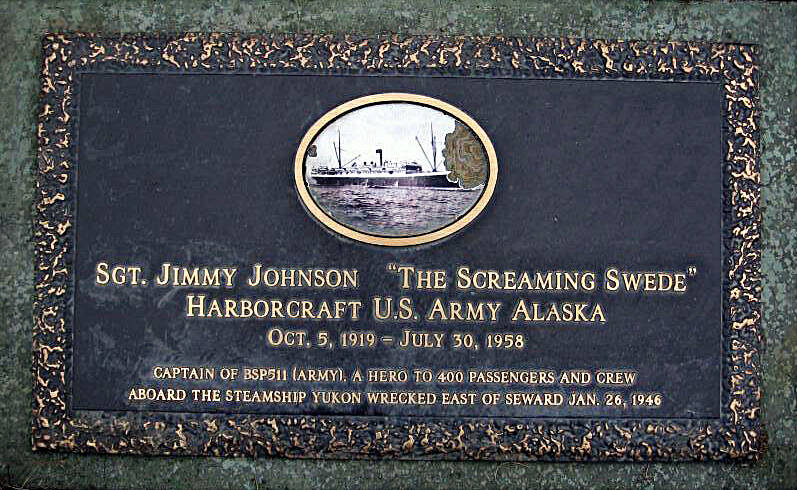 SGT. JIMMY JOHNSON "THE SCREAMING SWEDE"
HARBORCRAFT U.S. ARMY ALASKA
OCT. 5, 1919 – JULY 30, 1958
CAPTAIN OF BSP511 (ARMY), A HERO TO 400 PASSENGERS AND CREW
ABOARD THE STEAMSHIP YUKON WRECKED EAST OF SEWARD JAN. 26, 1946